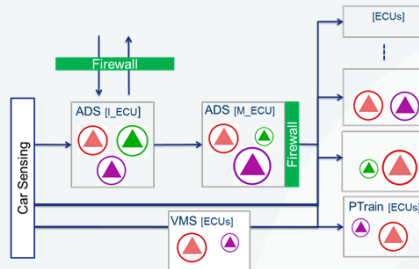 [ECUs]
Firewall
ADS [I_ECU]
ADS [M_ECU]
Firewall
Car Sensing
VMS [ECUs]
PTrain [ECUs]